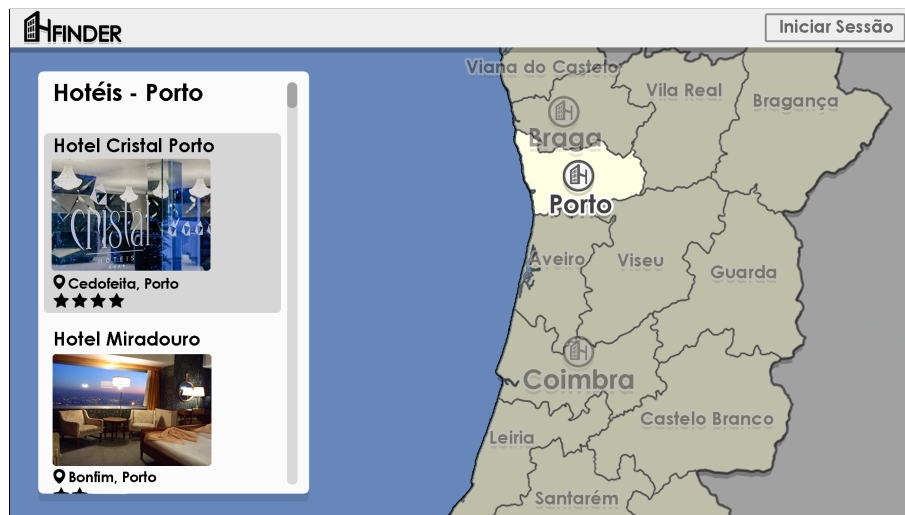 HFINDER
Iniciar Sessão
Hotéis - Porto
Hotel Cristal Porto
cristal
HOTÉIS
Cedofeita, Porto
Hotel Miradouro
Bonfim, Porto
Viana do Castelo
Vila Real
Bragança
Braga
Porto
Aveiro
Viseu
Guarda
Coimbra
Castelo Branco
Leiria
Santarém